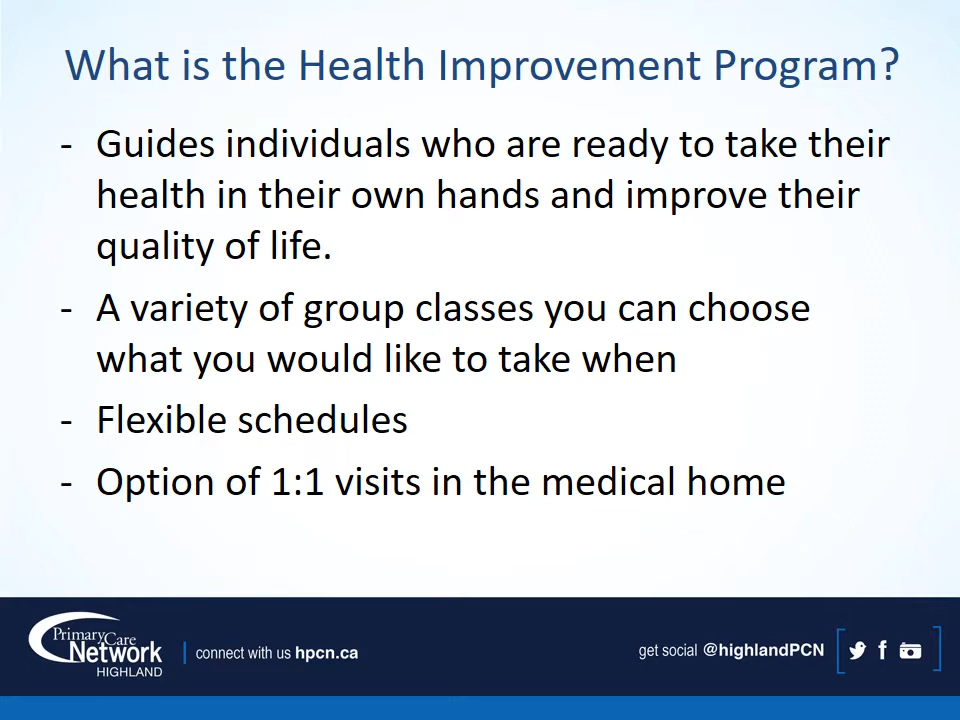 What is the Health Improvement Program?
- Guides individuals who are ready to take their
health in their own hands and improve their
quality of life.
- A variety of group classes you can choose
what you would like to take when
- Flexible schedules
- Option of 1:1 visits in the medical home
PrimaryCare
Network
HIGHLAND
connect with us hpcn.ca
get social @highlandPCN